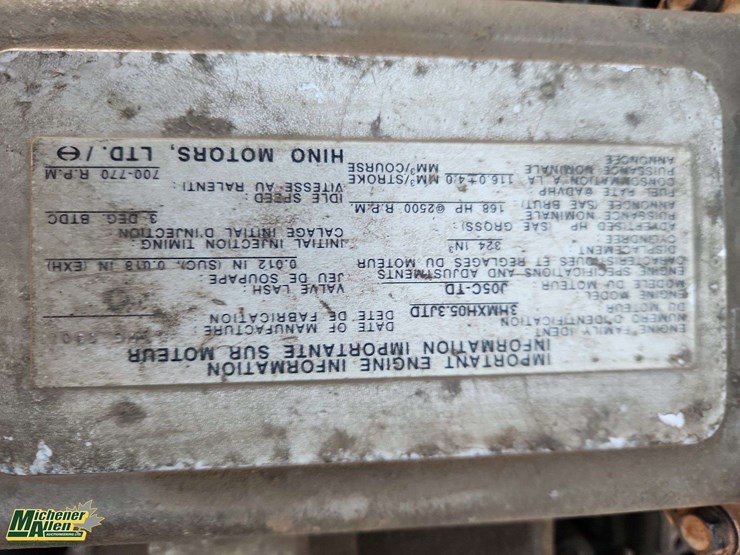 IMPORTANT ENGINE INFORMATION
INFORMATION IMPORTANTE SUR MOTEUR
ENGINE FAMILY IDENT
NUMERO D'IDENTIFICATION DU MOTEUR
3HMXH05.3JTD
ENGINE MODEL
MODELE DU MOTEUR
J05C-TD
ENGINE SPECIFICATIONS AND ADJUSTMENTS
CARACTERISTIQUES ET REGLAGES DU MOTEUR
DISPLACEMENT
CYLINDREE
324 IN³
ADVERTISED HP (SAE GROSS)
PUISSANCE NOMINALE
(SAE BRUT)
168 HP @2500 R.P.M.
FUEL RATE
CONSOMMATION A LA
PUISSANCE NOMINALE
ANNONCEE
116.0±4.0 MM³/STROKE
MM³/COURSE
DATE OF MANUFACTURE:
DETE DE FABRICATION
VALVE LASH:
JEU DE SOUPAPE:
0.012 IN (SUC), 0.018 IN (EXH)
INITIAL INJECTION TIMING:
CALAGE INITIAL D'INJECTION
3 DEG. BTDC
IDLE SPEED:
VITESSE AU RALENTI:
700-770 R.P.M
HINO MOTORS, LTD./
Michener
Allen
AUCTIONEERING LTD.